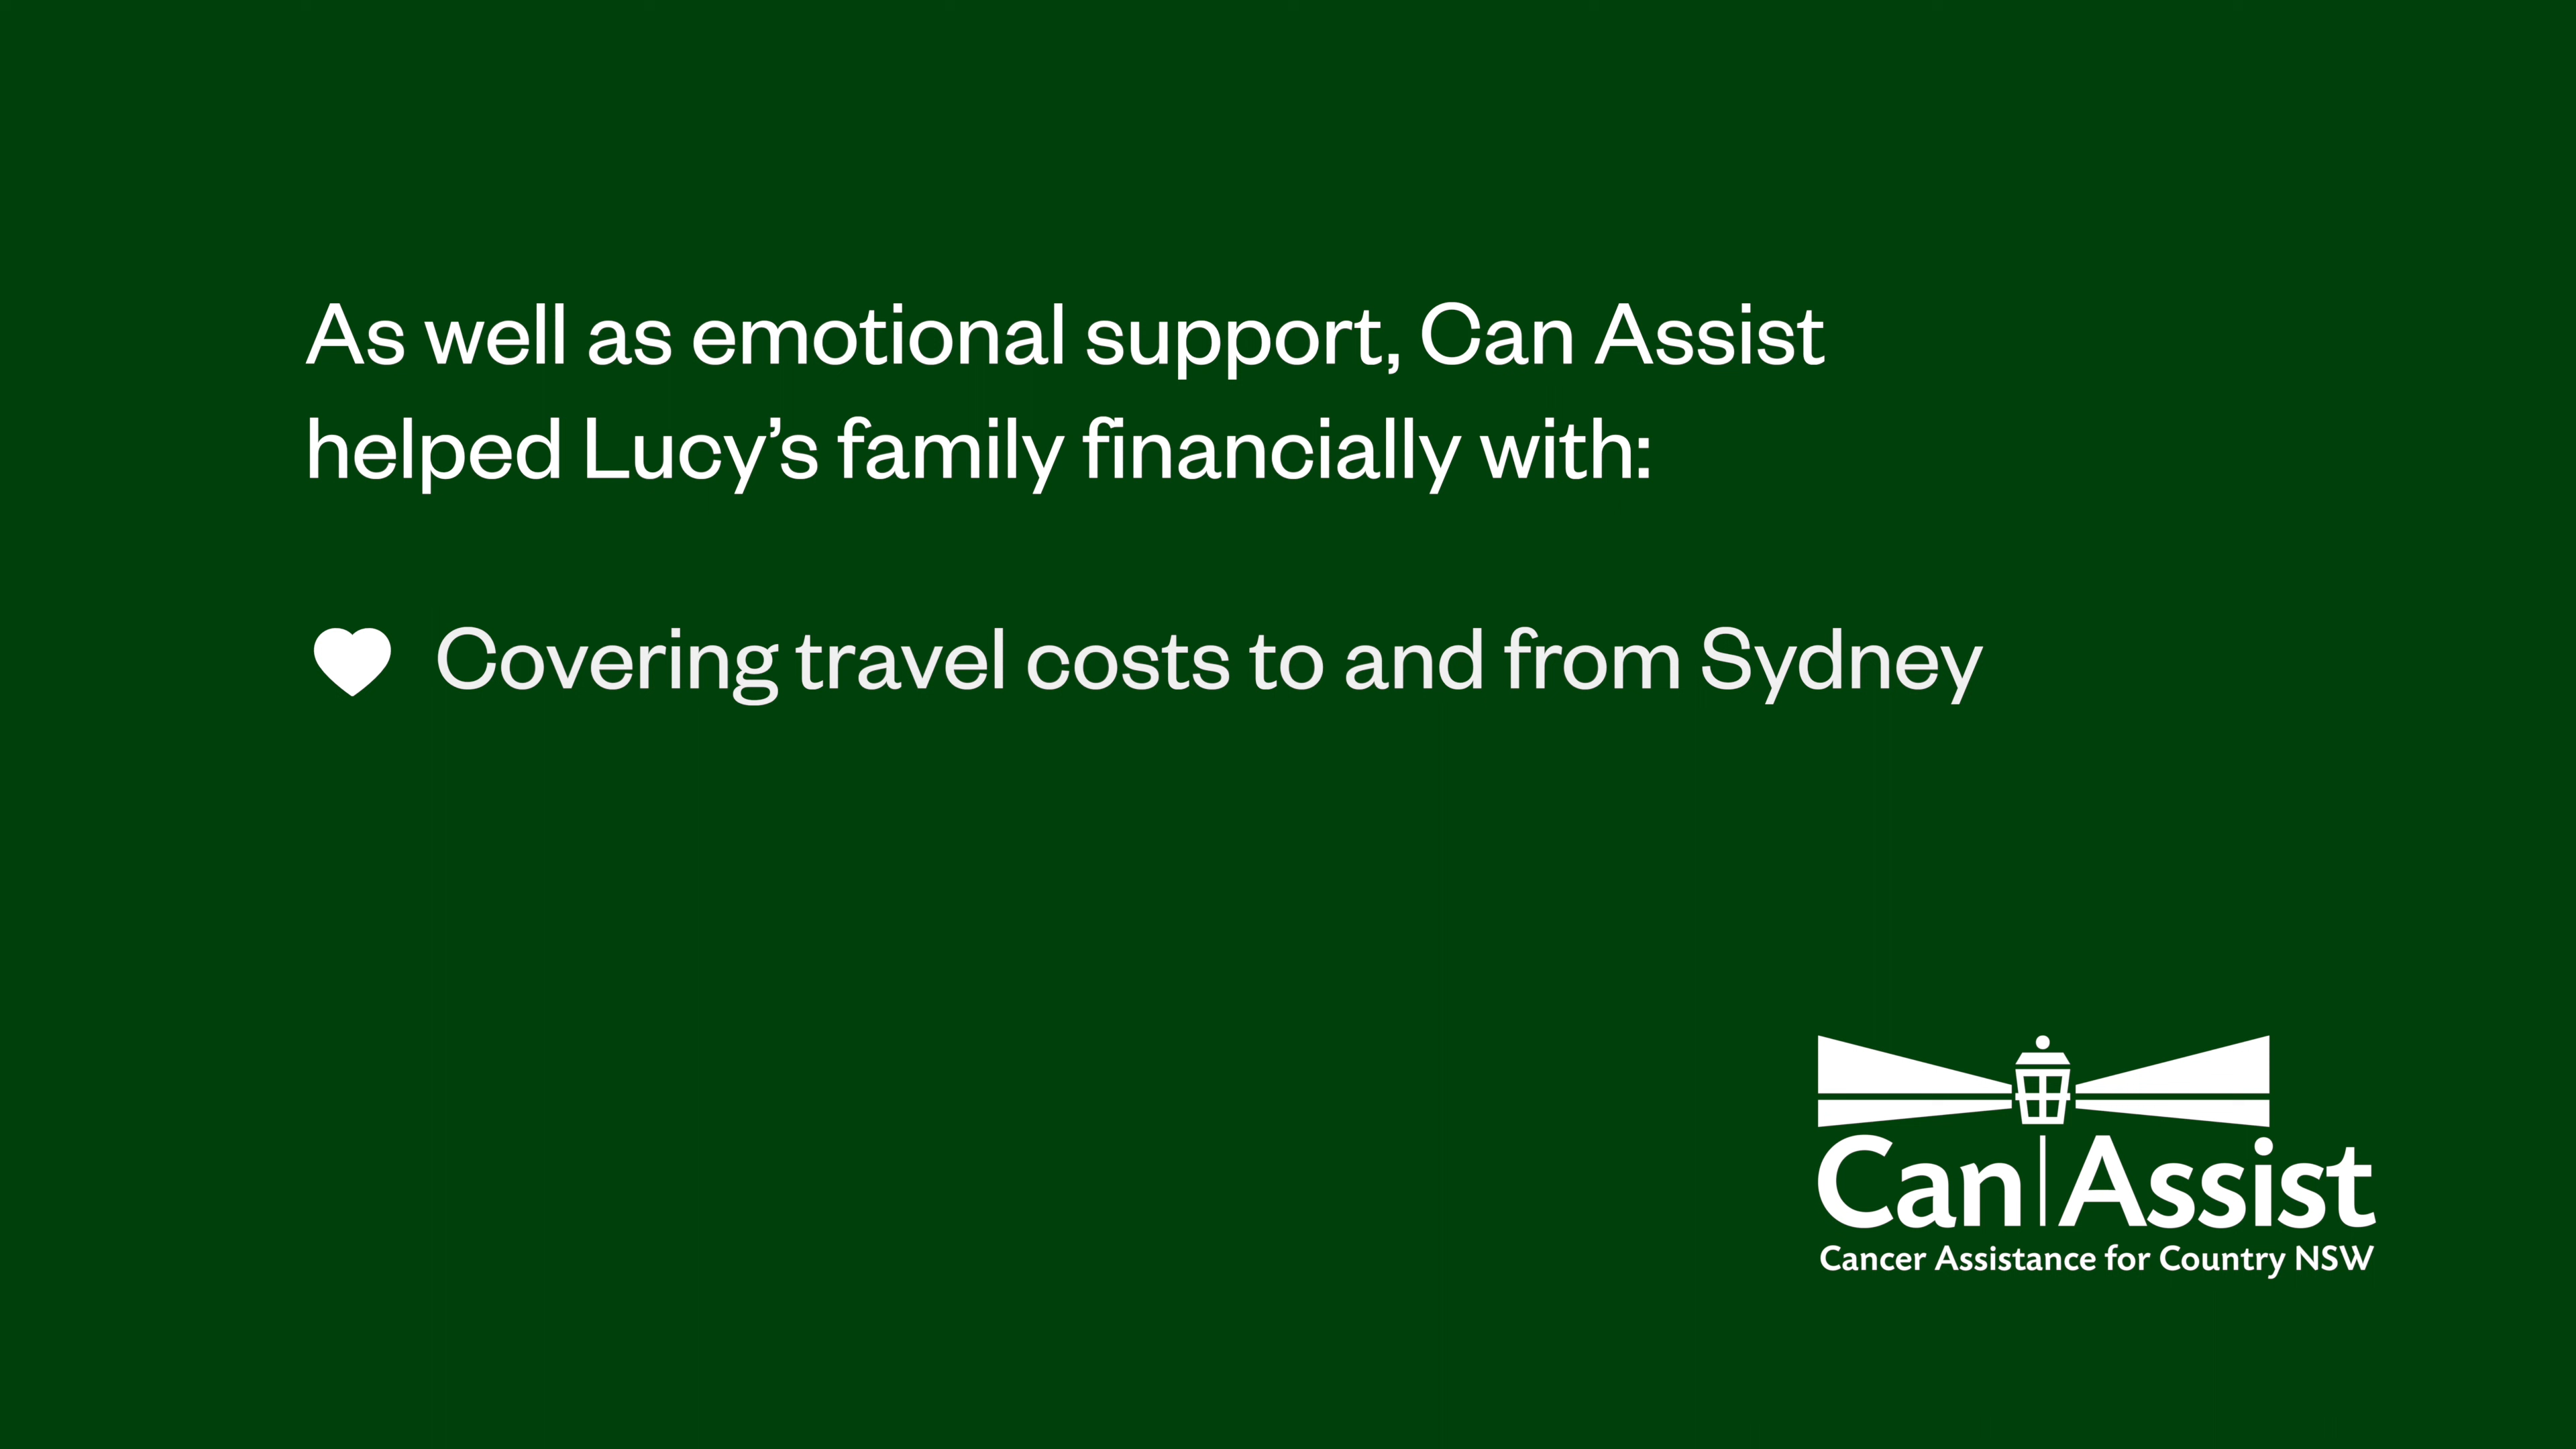 As well as emotional support, Can Assist
helped Lucy’s family financially with:
Covering travel costs to and from Sydney
Can Assist
Cancer Assistance for Country NSW